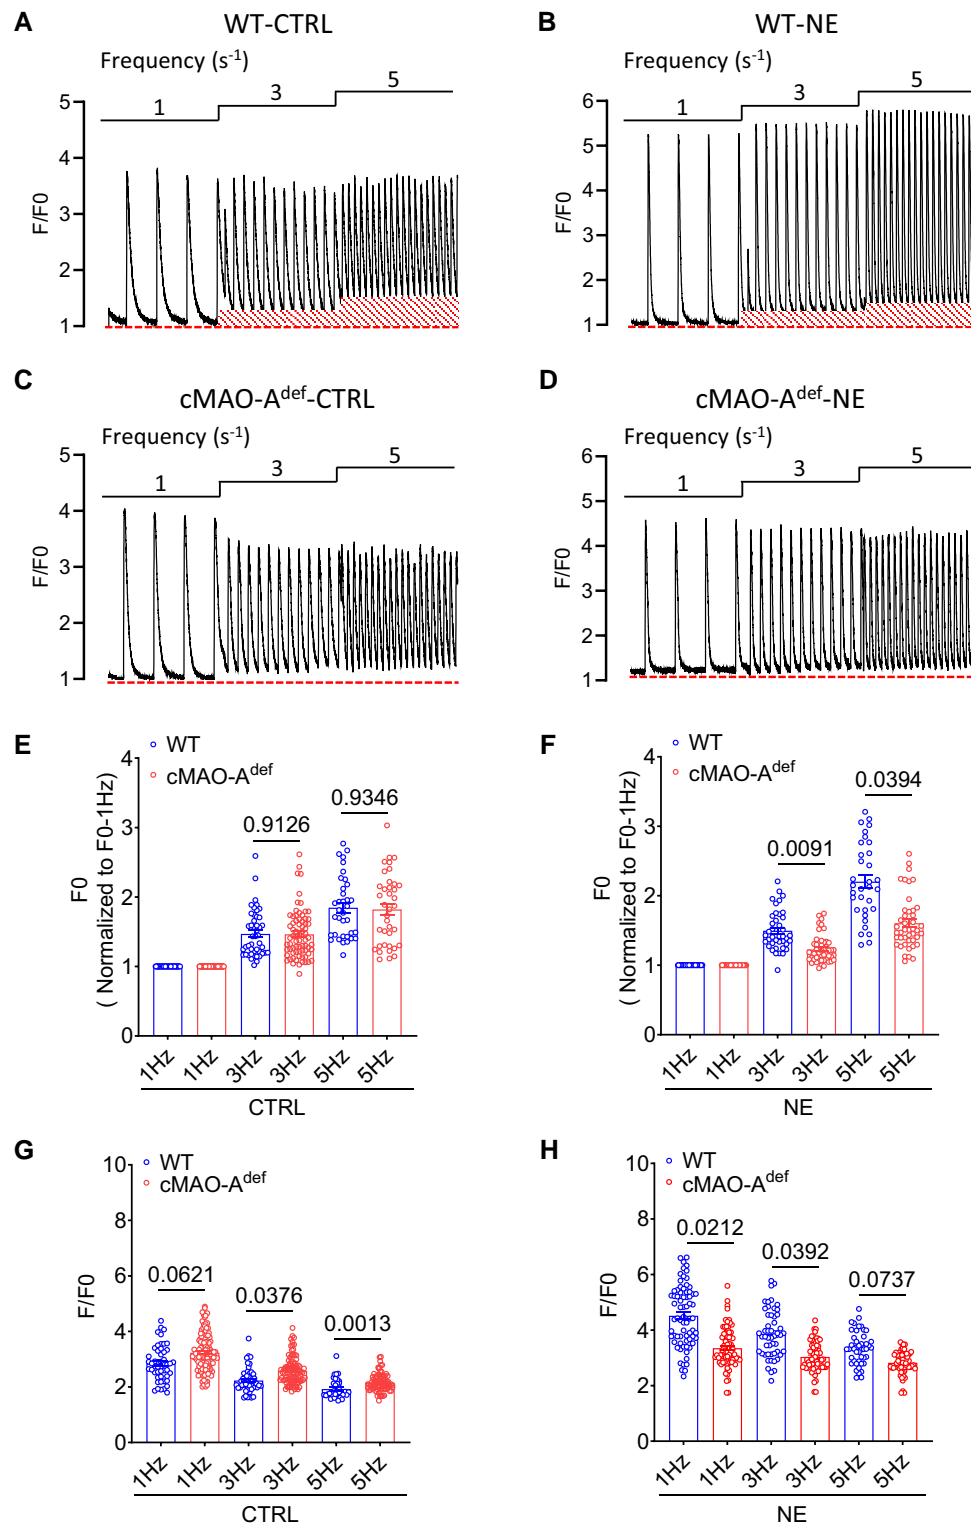 A
WT-CTRL
Frequency (s⁻¹)
1
3
5
F/F0
5
4
3
2
1
B
WT-NE
Frequency (s⁻¹)
1
3
5
F/F0
6
5
4
3
2
1
C
cMAO-Aᵈᵉᶠ-CTRL
Frequency (s⁻¹)
1
3
5
F/F0
5
4
3
2
1
D
cMAO-Aᵈᵉᶠ-NE
Frequency (s⁻¹)
1
3
5
F/F0
6
5
4
3
2
1
E
WT
cMAO-Aᵈᵉᶠ
F0
( Normalized to F0-1Hz)
4
3
2
1
0
0.9126
0.9346
1Hz
1Hz
3Hz
3Hz
5Hz
5Hz
CTRL
F
WT
cMAO-Aᵈᵉᶠ
F0
( Normalized to F0-1Hz)
4
3
2
1
0
0.0091
0.0394
1Hz
1Hz
3Hz
3Hz
5Hz
5Hz
NE
G
WT
cMAO-Aᵈᵉᶠ
F/F0
10
8
6
4
2
0
0.0621
0.0376
0.0013
1Hz
1Hz
3Hz
3Hz
5Hz
5Hz
CTRL
H
WT
cMAO-Aᵈᵉᶠ
F/F0
10
8
6
4
2
0
0.0212
0.0392
0.0737
1Hz
1Hz
3Hz
3Hz
5Hz
5Hz
NE